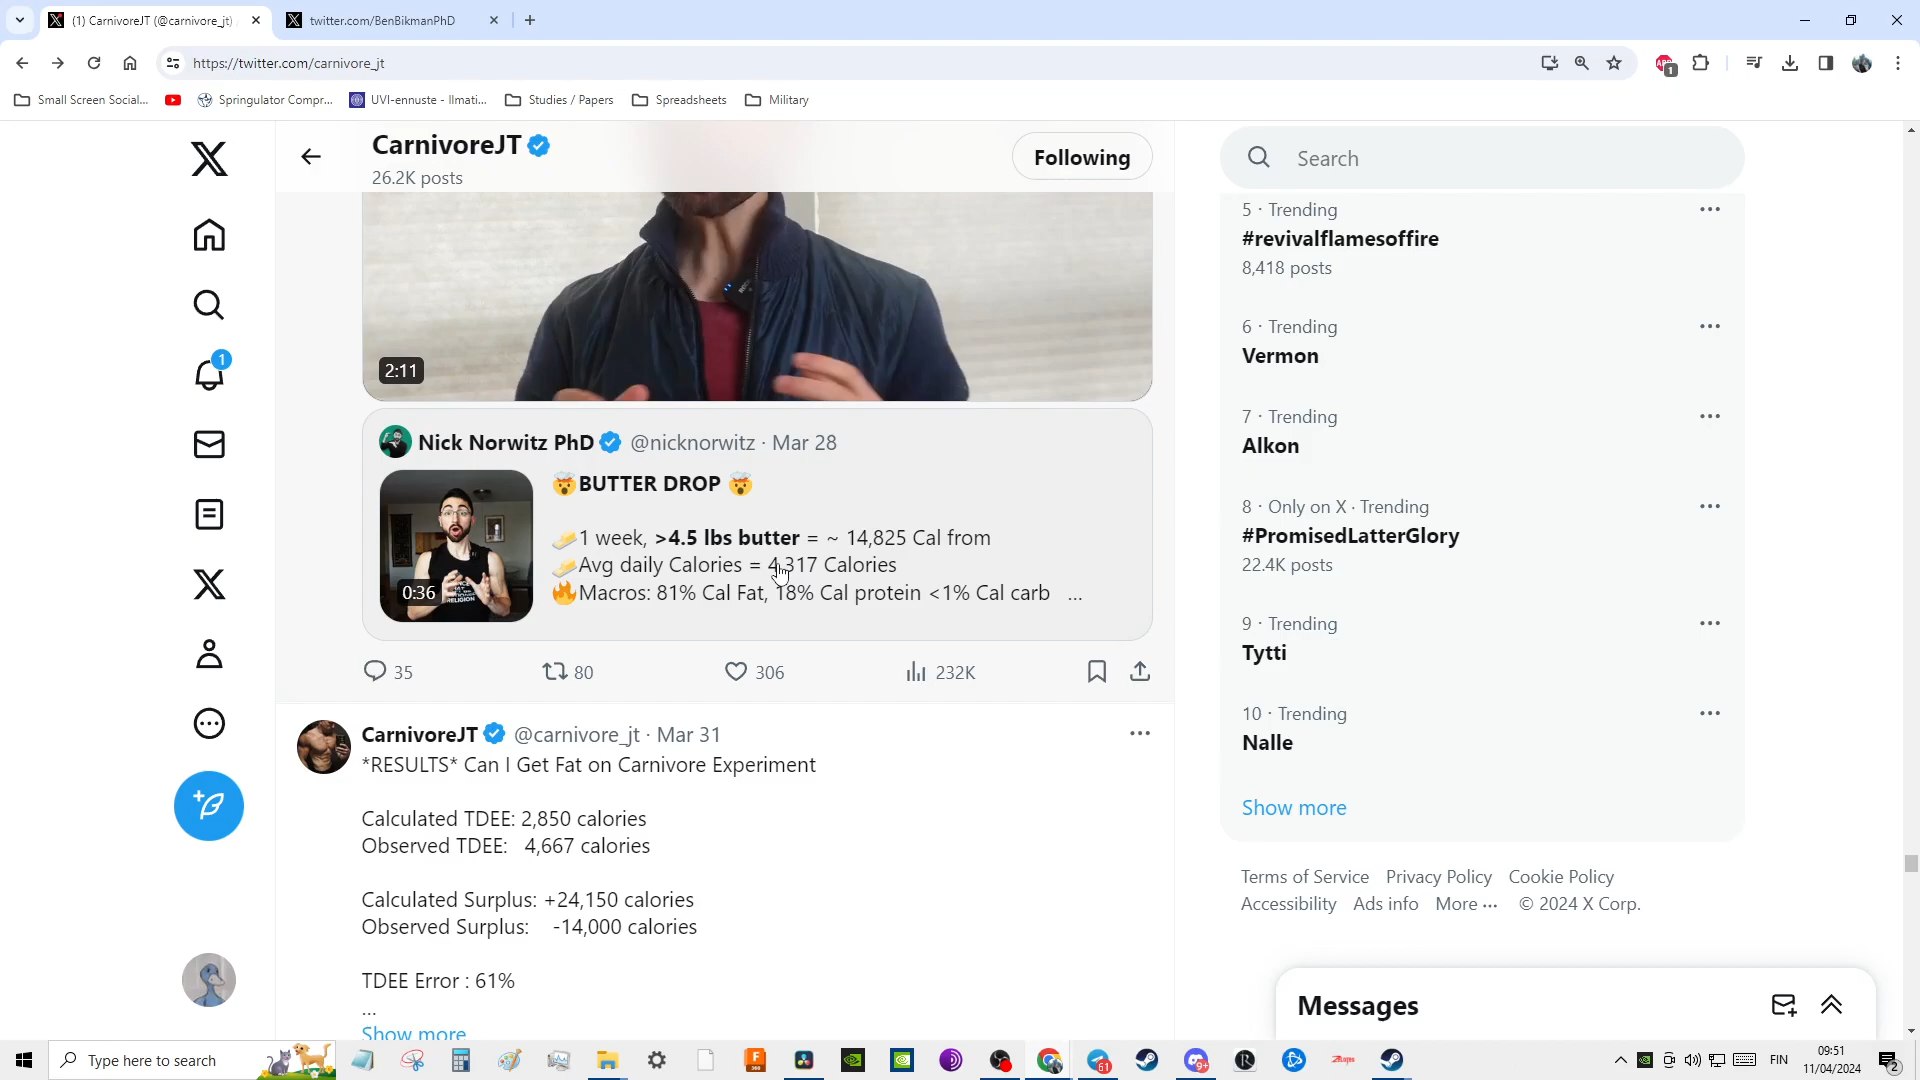 (1) CarnivoreJT (@carnivore_jt)
twitter.com/BenBikmanPhD
https://twitter.com/carnivore_jt
1
Small Screen Social...
Springulator Compr...
UVI-ennuste - Ilmati...
Studies / Papers
Spreadsheets
Military
CarnivoreJT
26.2K posts
Following
Search
1
2:11
Nick Norwitz PhD @nicknorwitz · Mar 28
🤯BUTTER DROP 🤯
🧈1 week, >4.5 lbs butter = ~ 14,825 Cal from
🧈Avg daily Calories = 4,317 Calories
🔥Macros: 81% Cal Fat, 18% Cal protein <1% Cal carb ...
0:36
35
80
306
232K
CarnivoreJT @carnivore_jt · Mar 31
*RESULTS* Can I Get Fat on Carnivore Experiment
Calculated TDEE: 2,850 calories
Observed TDEE: 4,667 calories
Calculated Surplus: +24,150 calories
Observed Surplus: -14,000 calories
TDEE Error : 61%
...
Show more
5 · Trending
#revivalflamesoffire
8,418 posts
6 · Trending
Vermon
7 · Trending
Alkon
8 · Only on X · Trending
#PromisedLatterGlory
22.4K posts
9 · Trending
Tytti
10 · Trending
Nalle
Show more
Terms of Service Privacy Policy Cookie Policy
Accessibility Ads info More ··· © 2024 X Corp.
Messages
Type here to search
61
9+
FIN
09:51
11/04/2024
2